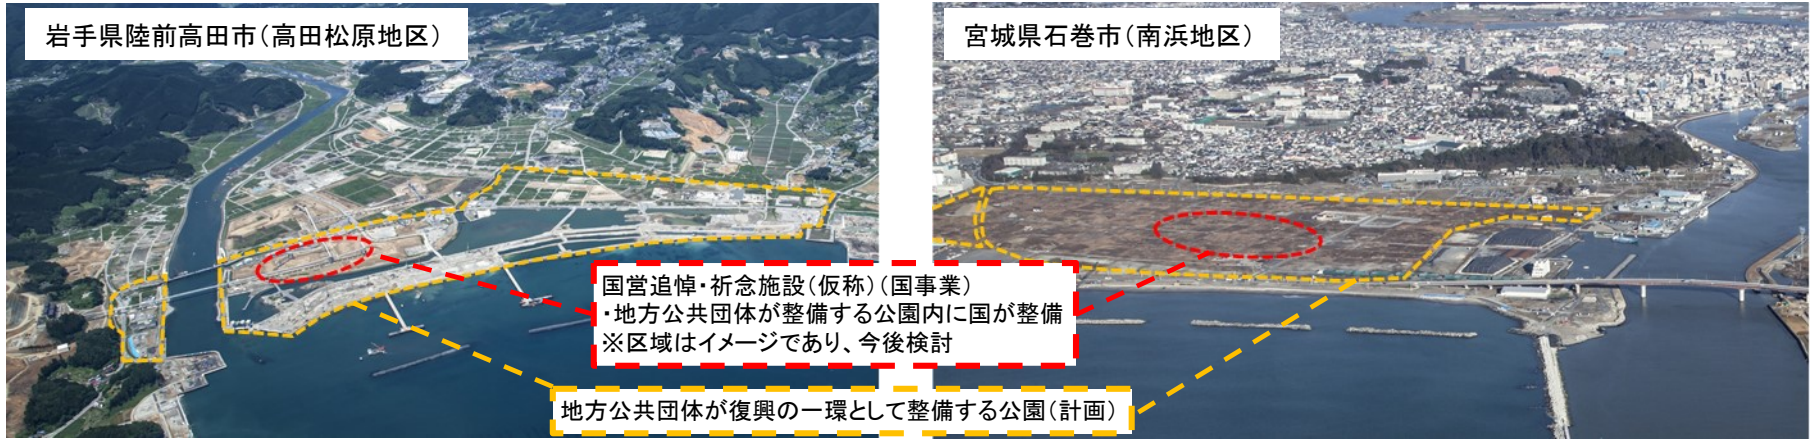 岩手県陸前高田市(高田松原地区)
宮城県石巻市(南浜地区)
国営追悼・祈念施設(仮称)(国事業)
・地方公共団体が整備する公園内に国が整備
※区域はイメージであり、今後検討
地方公共団体が復興の一環として整備する公園(計画)